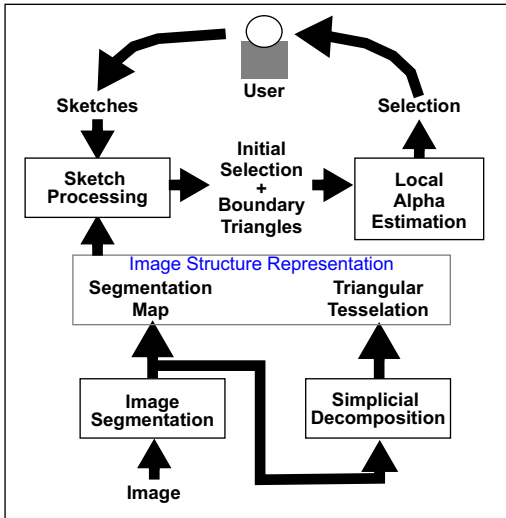 User
Sketches
Selection
Sketch
Processing
Initial
Selection
+
Boundary
Triangles
Local
Alpha
Estimation
Image Structure Representation
Segmentation
Map
Triangular
Tesselation
Image
Segmentation
Simplicial
Decomposition
Image